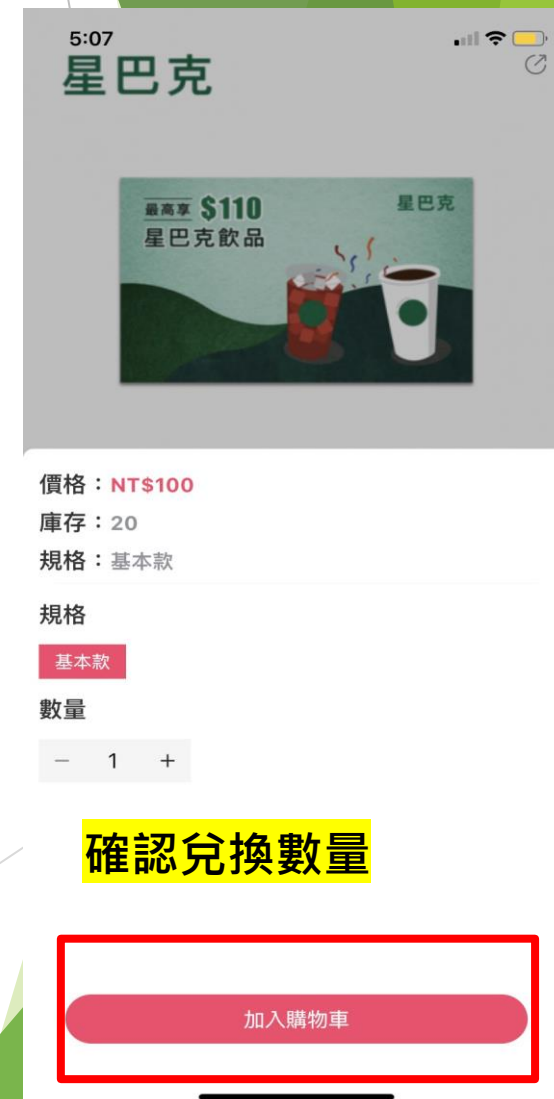 5:07
星巴克
最高享 $110
星巴克
星巴克飲品
價格：NT$100
庫存：20
規格：基本款
規格
基本款
數量
− 1 +
確認兌換數量
加入購物車